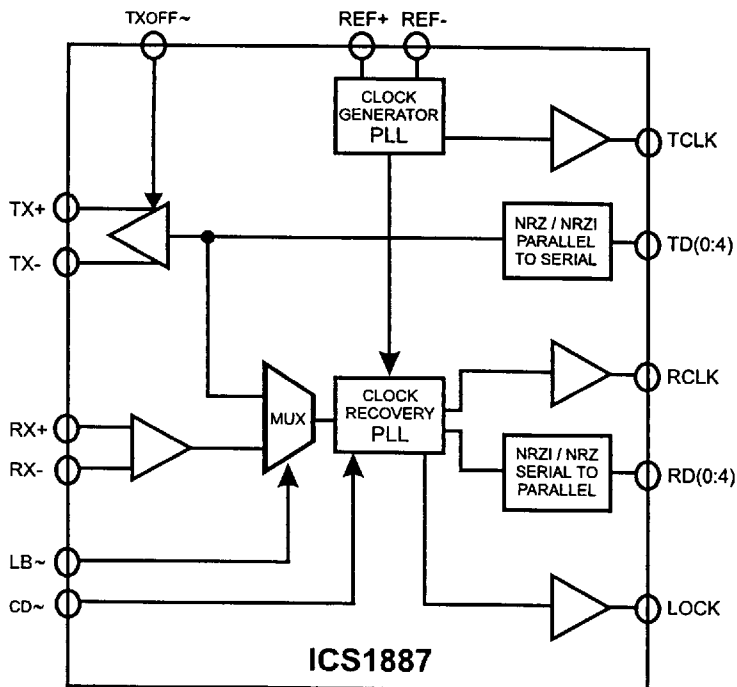 TXOFF~
REF+ REF-
CLOCK
GENERATOR
PLL
TCLK
TX+
TX-
NRZ / NRZI
PARALLEL
TO SERIAL
TD(0:4)
RX+
RX-
MUX
CLOCK
RECOVERY
PLL
RCLK
NRZI / NRZ
SERIAL TO
PARALLEL
RD(0:4)
LB~
CD~
LOCK
ICS1887